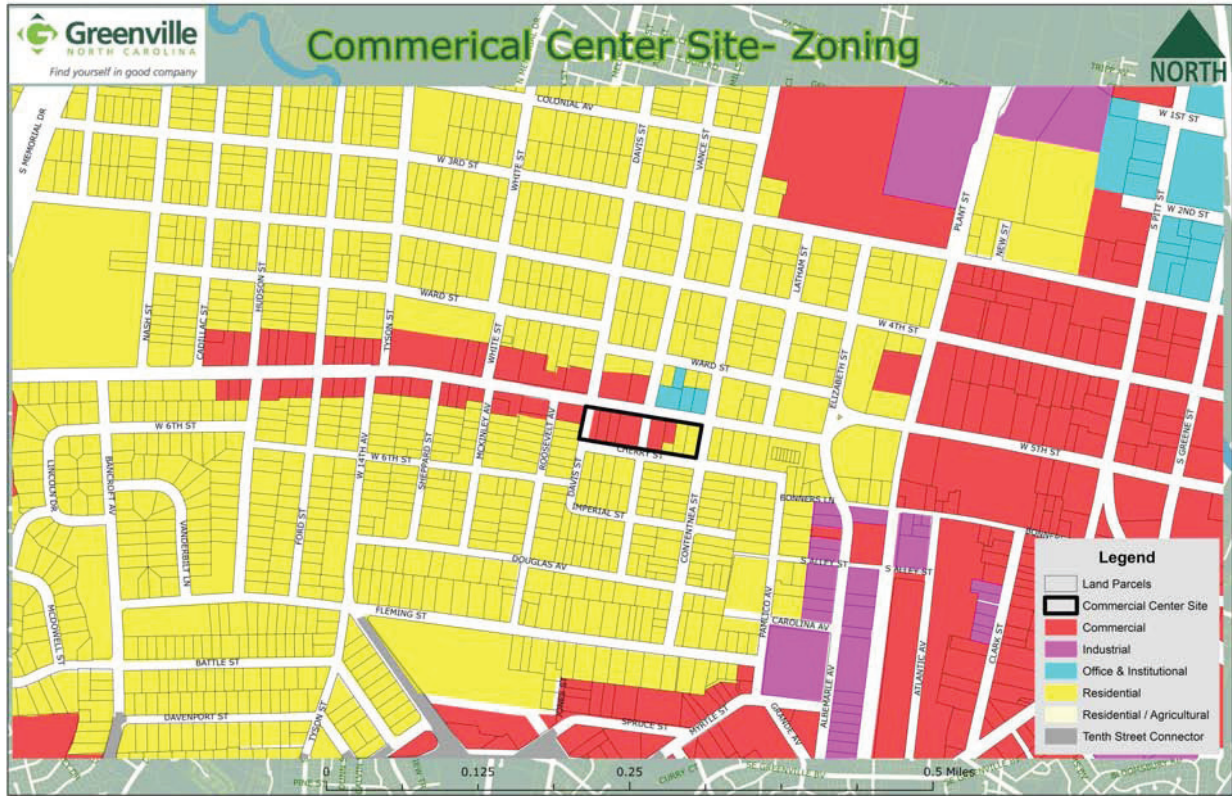 Greenville
NORTH CAROLINA
Find yourself in good company
Commerical Center Site- Zoning
NORTH
S MEMORIAL DR
COLONIAL AV
W 3RD ST
WHITE ST
DAVIS ST
VANCE ST
W 1ST ST
W 2ND ST
S PITT ST
PLANT ST
NEW ST
LATHAM ST
W 4TH ST
NASH ST
CADILLAC ST
HUDSON ST
WARD ST
TYSON ST
WHITE ST
WARD ST
ELIZABETH ST
W 5TH ST
S GREENE ST
W 6TH ST
LINCOLN DR
BANCROFT AV
VANDERBILT LN
FORD ST
W 14TH AV
W 6TH ST
SHEPPARD ST
MCKINLEY AV
ROOSEVELT AV
DAVIS ST
CHERRY ST
IMPERIAL ST
CONTENTNEA ST
BONNERS LN
S ALLEY ST
S ALLEY ST
DOUGLAS AV
FLEMING ST
MCDOWELL ST
BATTLE ST
DAVENPORT ST
TYSON ST
PAMLICO AV
CAROLINA AV
ALBEMARLE AV
ATLANTIC AV
CLARK ST
SPRUCE ST
MYRTLE ST
GRANDE AV
CURRY CT
Legend
Land Parcels
Commercial Center Site
Commercial
Industrial
Office & Institutional
Residential
Residential / Agricultural
Tenth Street Connector
0 0.125 0.25 0.5 Miles